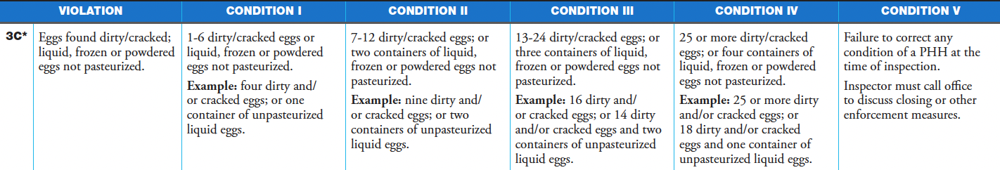 VIOLATION CONDITION I CONDITION II CONDITION III CONDITION IV CONDITION V
3C*
Eggs found dirty/cracked;
liquid, frozen or powdered
eggs not pasteurized.
1-6 dirty/cracked eggs or
liquid, frozen or powdered
eggs not pasteurized.
Example: four dirty and/
or cracked eggs; or one
container of unpasteurized
liquid eggs.
7-12 dirty/cracked eggs; or
two containers of liquid,
frozen or powdered eggs not
pasteurized.
Example: nine dirty and/
or cracked eggs; or two
containers of unpasteurized
liquid eggs.
13-24 dirty/cracked eggs; or
three containers of liquid,
frozen or powdered eggs not
pasteurized.
Example: 16 dirty and/
or cracked eggs; or 14 dirty
and/or cracked eggs and two
containers of unpasteurized
liquid eggs.
25 or more dirty/cracked
eggs; or four containers of
liquid, frozen or powdered
eggs not pasteurized.
Example: 25 or more dirty
and/or cracked eggs; or
18 dirty and/or cracked
eggs and one container of
unpasteurized liquid eggs.
Failure to correct any
condition of a PHH at the
time of inspection.
Inspector must call office
to discuss closing or other
enforcement measures.